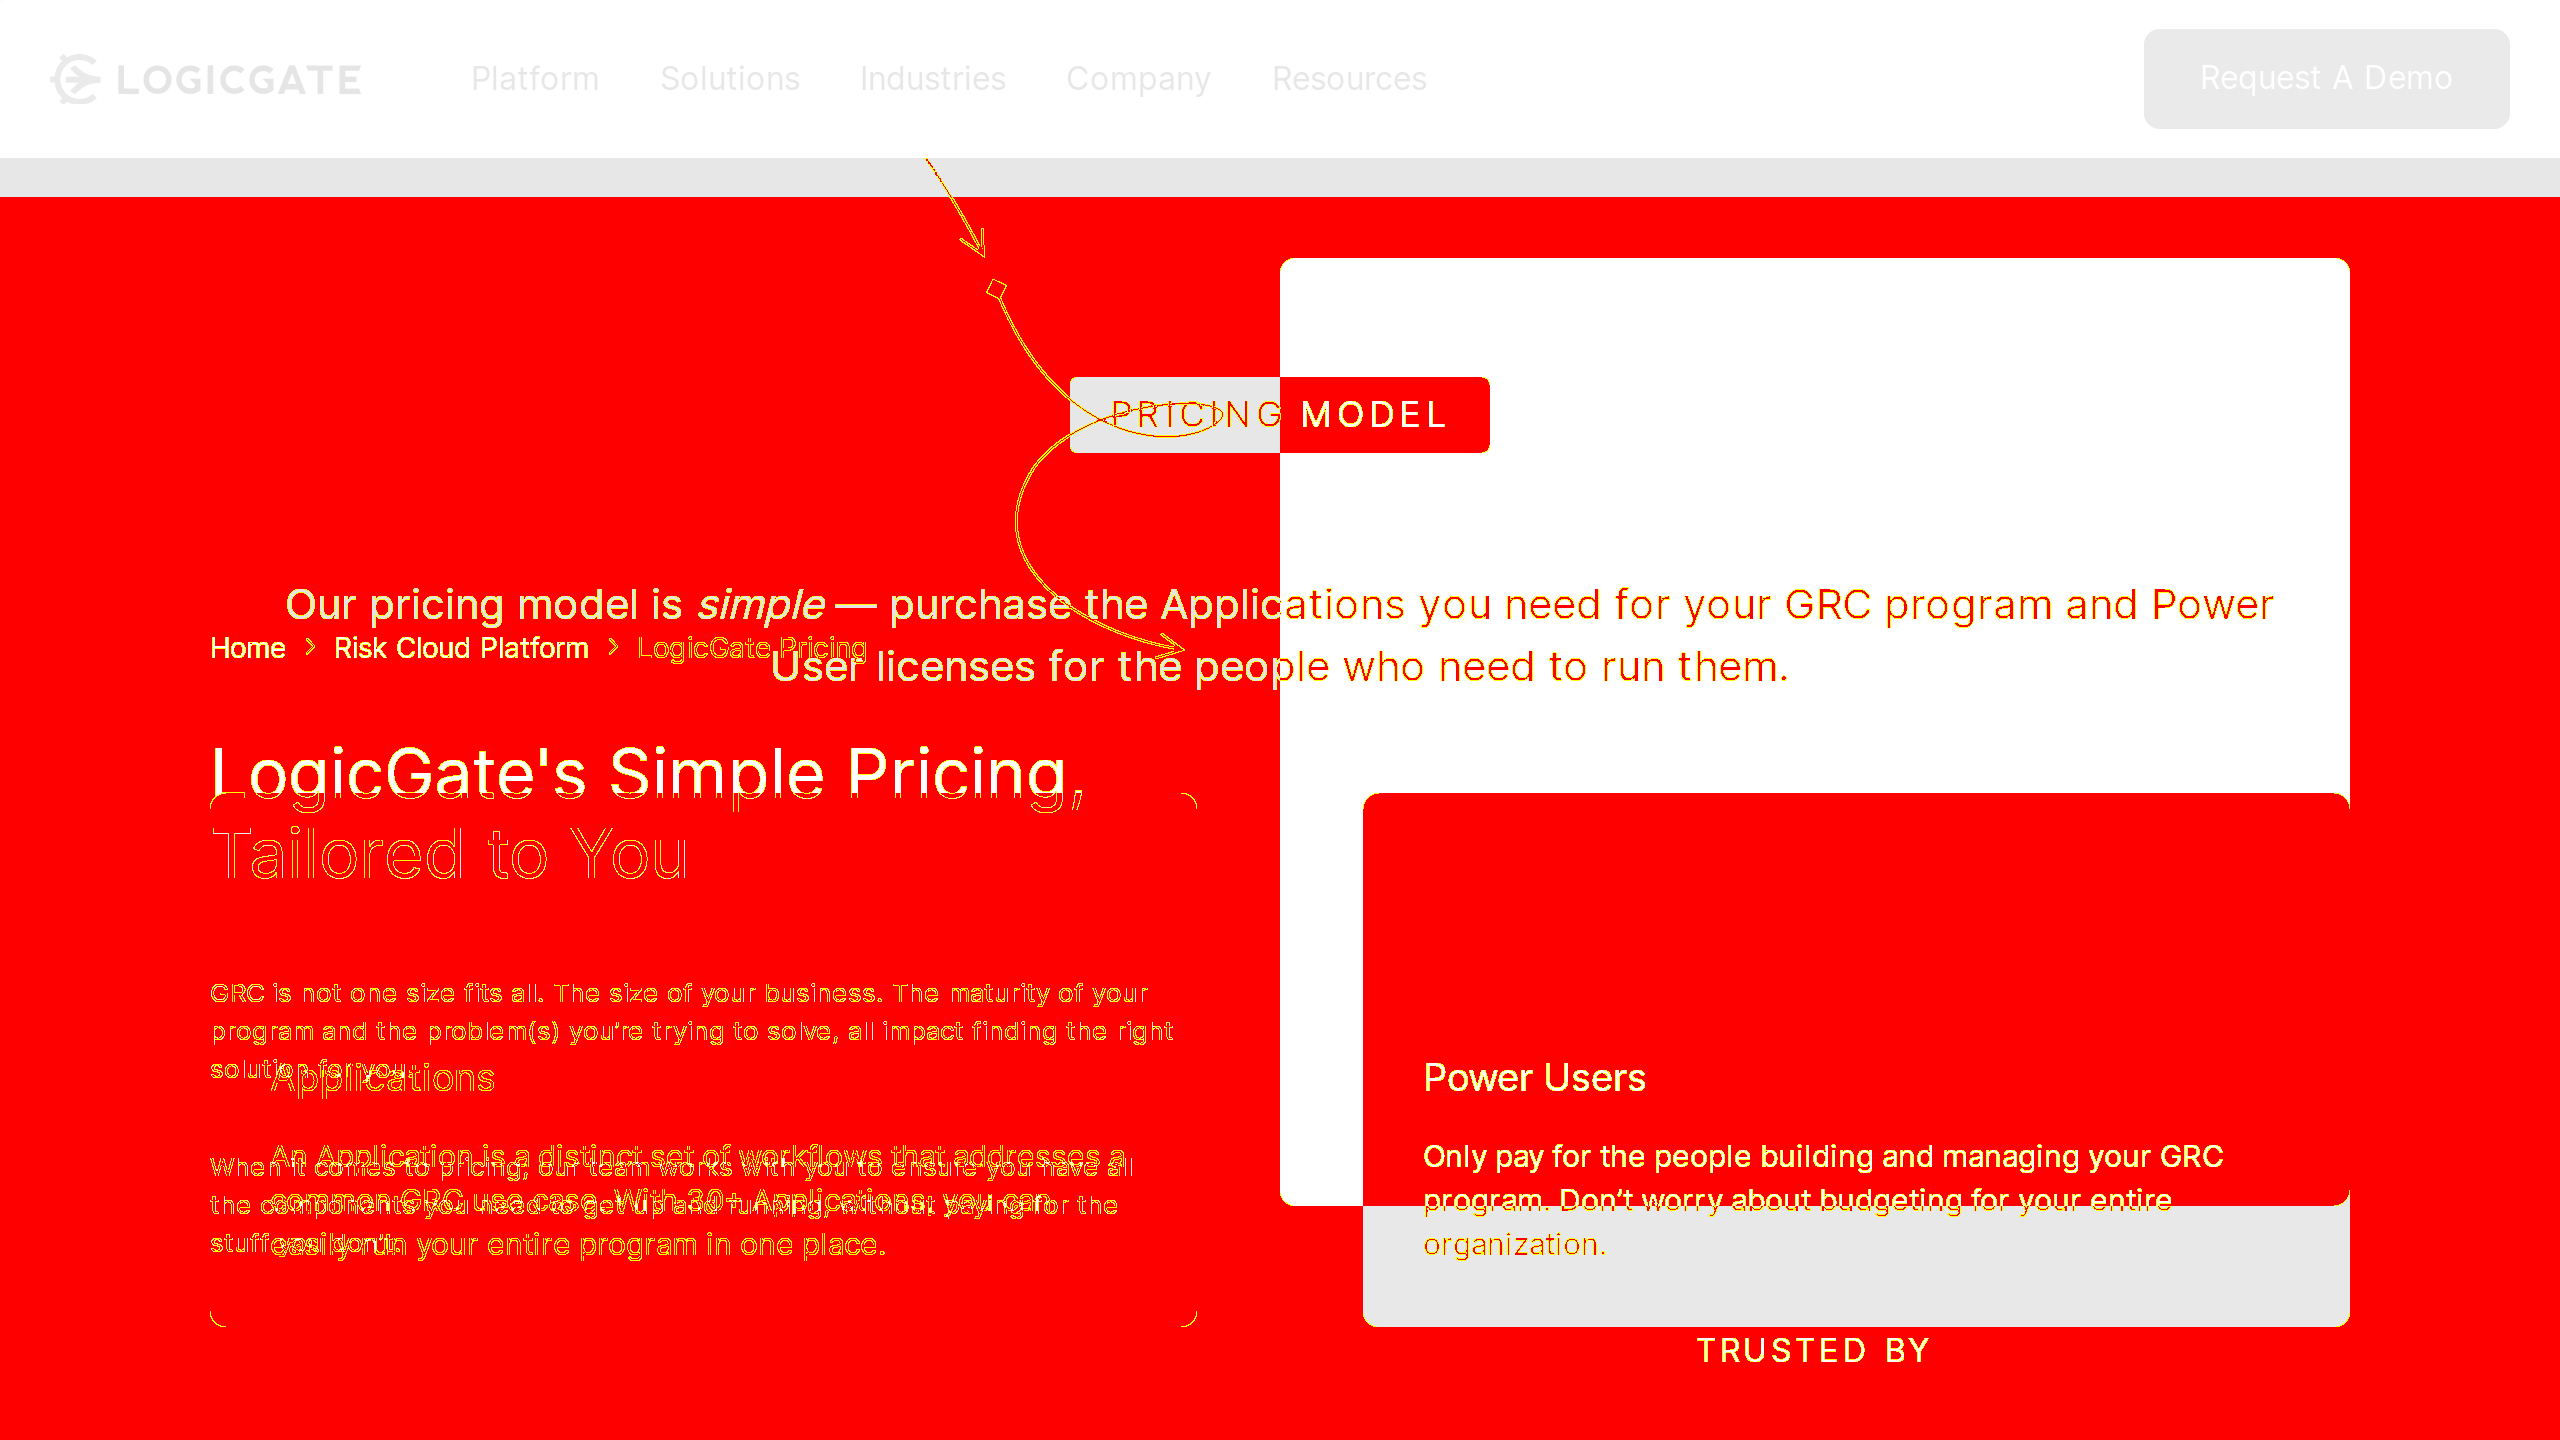 LOGICGATE
Platform
Solutions
Industries
Company
Resources
Request A Demo
PRICING MODEL
Our pricing model is simple — purchase the Applications you need for your GRC program and Power
User licenses for the people who need to run them.
Home > Risk Cloud Platform > LogicGate Pricing
LogicGate's Simple Pricing,
Tailored to You
GRC is not one size fits all. The size of your business. The maturity of your
program and the problem(s) you’re trying to solve, all impact finding the right
solution for you.
Applications
An Application is a distinct set of workflows that addresses a
common GRC use case. With 30+ Applications, you can
easily run your entire program in one place.
When it comes to pricing, our team works with you to ensure you have all
the components you need to get up and running, without paying for the
stuff you don’t.
Power Users
Only pay for the people building and managing your GRC
program. Don’t worry about budgeting for your entire
organization.
TRUSTED BY